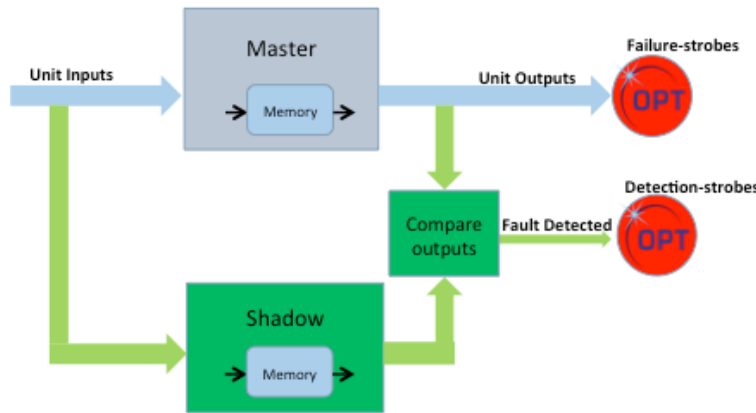 Master
Failure-strobes
Unit Inputs
Unit Outputs
OPT
Memory
Detection-strobes
Compare
outputs
Fault Detected
OPT
Shadow
Memory